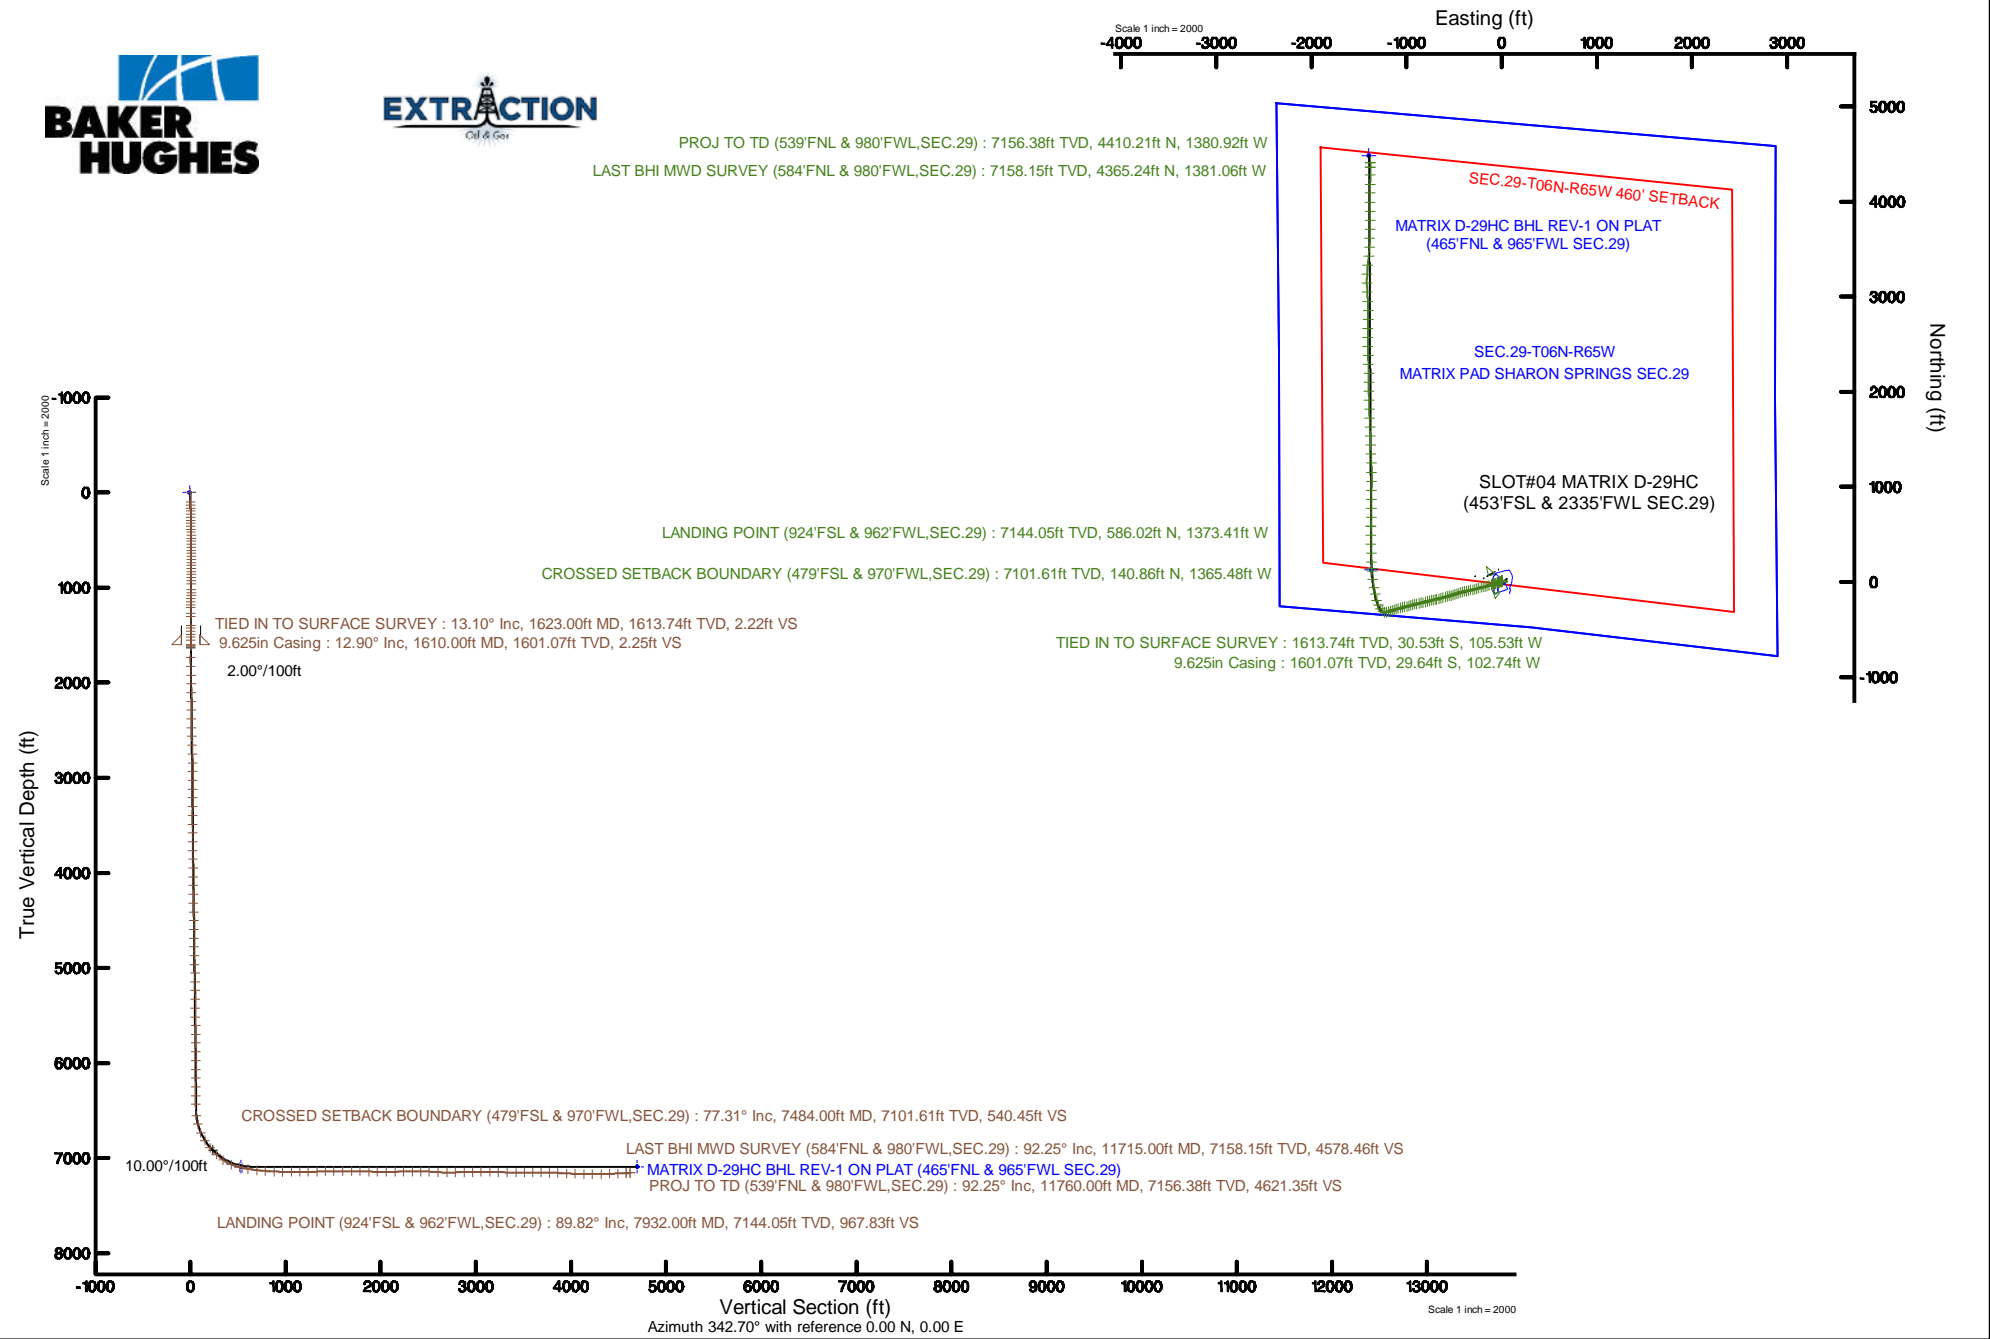 Easting (ft)
Scale 1 inch = 2000
-4000 -3000 -2000 -1000 0 1000 2000 3000
BAKER
HUGHES
EXTRACTION
Oil & Gas
PROJ TO TD (539'FNL & 980'FWL,SEC.29) : 7156.38ft TVD, 4410.21ft N, 1380.92ft W
LAST BHI MWD SURVEY (584'FNL & 980'FWL,SEC.29) : 7158.15ft TVD, 4365.24ft N, 1381.06ft W
SEC.29-T06N-R65W 460' SETBACK
MATRIX D-29HC BHL REV-1 ON PLAT
(465'FNL & 965'FWL SEC.29)
SEC.29-T06N-R65W
MATRIX PAD SHARON SPRINGS SEC.29
SLOT#04 MATRIX D-29HC
(453'FSL & 2335'FWL SEC.29)
5000
4000
3000
2000
1000
0
-1000
Northing (ft)
LANDING POINT (924'FSL & 962'FWL,SEC.29) : 7144.05ft TVD, 586.02ft N, 1373.41ft W
CROSSED SETBACK BOUNDARY (479'FSL & 970'FWL,SEC.29) : 7101.61ft TVD, 140.86ft N, 1365.48ft W
TIED IN TO SURFACE SURVEY : 1613.74ft TVD, 30.53ft S, 105.53ft W
9.625in Casing : 1601.07ft TVD, 29.64ft S, 102.74ft W
Scale 1 inch = 2000
-1000
0
1000
2000
3000
4000
5000
6000
7000
8000
True Vertical Depth (ft)
TIED IN TO SURFACE SURVEY : 13.10° Inc, 1623.00ft MD, 1613.74ft TVD, 2.22ft VS
9.625in Casing : 12.90° Inc, 1610.00ft MD, 1601.07ft TVD, 2.25ft VS
2.00°/100ft
CROSSED SETBACK BOUNDARY (479'FSL & 970'FWL,SEC.29) : 77.31° Inc, 7484.00ft MD, 7101.61ft TVD, 540.45ft VS
LAST BHI MWD SURVEY (584'FNL & 980'FWL,SEC.29) : 92.25° Inc, 11715.00ft MD, 7158.15ft TVD, 4578.46ft VS
10.00°/100ft
MATRIX D-29HC BHL REV-1 ON PLAT (465'FNL & 965'FWL SEC.29)
PROJ TO TD (539'FNL & 980'FWL,SEC.29) : 92.25° Inc, 11760.00ft MD, 7156.38ft TVD, 4621.35ft VS
LANDING POINT (924'FSL & 962'FWL,SEC.29) : 89.82° Inc, 7932.00ft MD, 7144.05ft TVD, 967.83ft VS
-1000 0 1000 2000 3000 4000 5000 6000 7000 8000 9000 10000 11000 12000 13000
Vertical Section (ft)
Scale 1 inch = 2000
Azimuth 342.70° with reference 0.00 N, 0.00 E